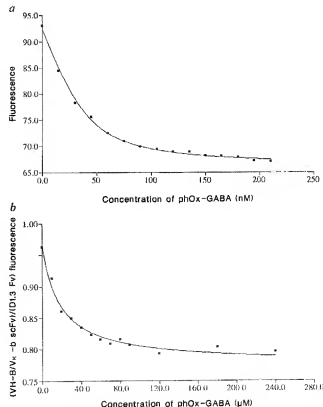 a
95.0
90.0
85.0
80.0
75.0
70.0
65.0
Fluorescence
0.0 50 100 150 200 250
Concentration of phOx-GABA (nM)
b
1.00
0.90
0.85
0.80
0.75
(VH-B/Vκ-b scFv)/(D1.3 Fv) fluorescence
0.0 40.0 80.0 120.0 160.0 200.0 240.0 280.0
Concentration of phOx-GABA (μM)